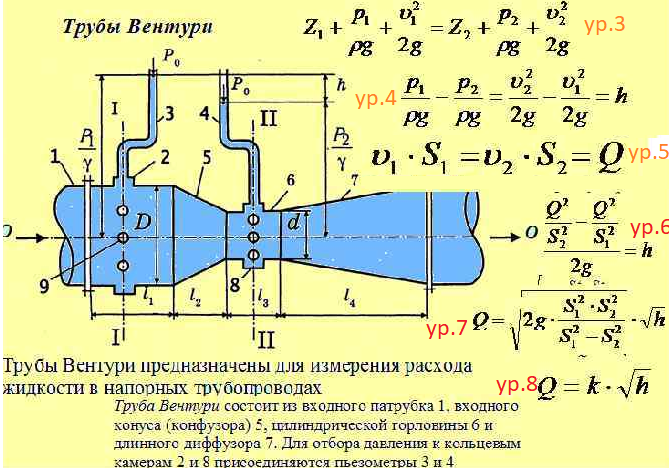 Трубы Вентури
Z₁ + p₁/ρg + υ₁²/2g = Z₂ + p₂/ρg + υ₂²/2g ур.3
P₀
P₀
h
I
3
4
II
ур.4 p₁/ρg − p₂/ρg = υ₂²/2g − υ₁²/2g = h
P₁/γ
P₂/γ
υ₁ · S₁ = υ₂ · S₂ = Q ур.5
1
2
5
6
7
O
D
d
O
(Q²/S₂² − Q²/S₁²)/2g = h ур.6
9
8
l₁
l₂
l₃
l₄
I
II
ур.7 Q = √(2g · (S₁² · S₂²)/(S₁² − S₂²)) · √h
Трубы Вентури предназначены для измерения расхода
жидкости в напорных трубопроводах
ур.8 Q = k · √h
Труба Вентури состоит из входного патрубка 1, входного
конуса (конфузора) 5, цилиндрической горловины 6 и
длинного диффузора 7. Для отбора давления к кольцевым
камерам 2 и 8 присоединяются пьезометры 3 и 4